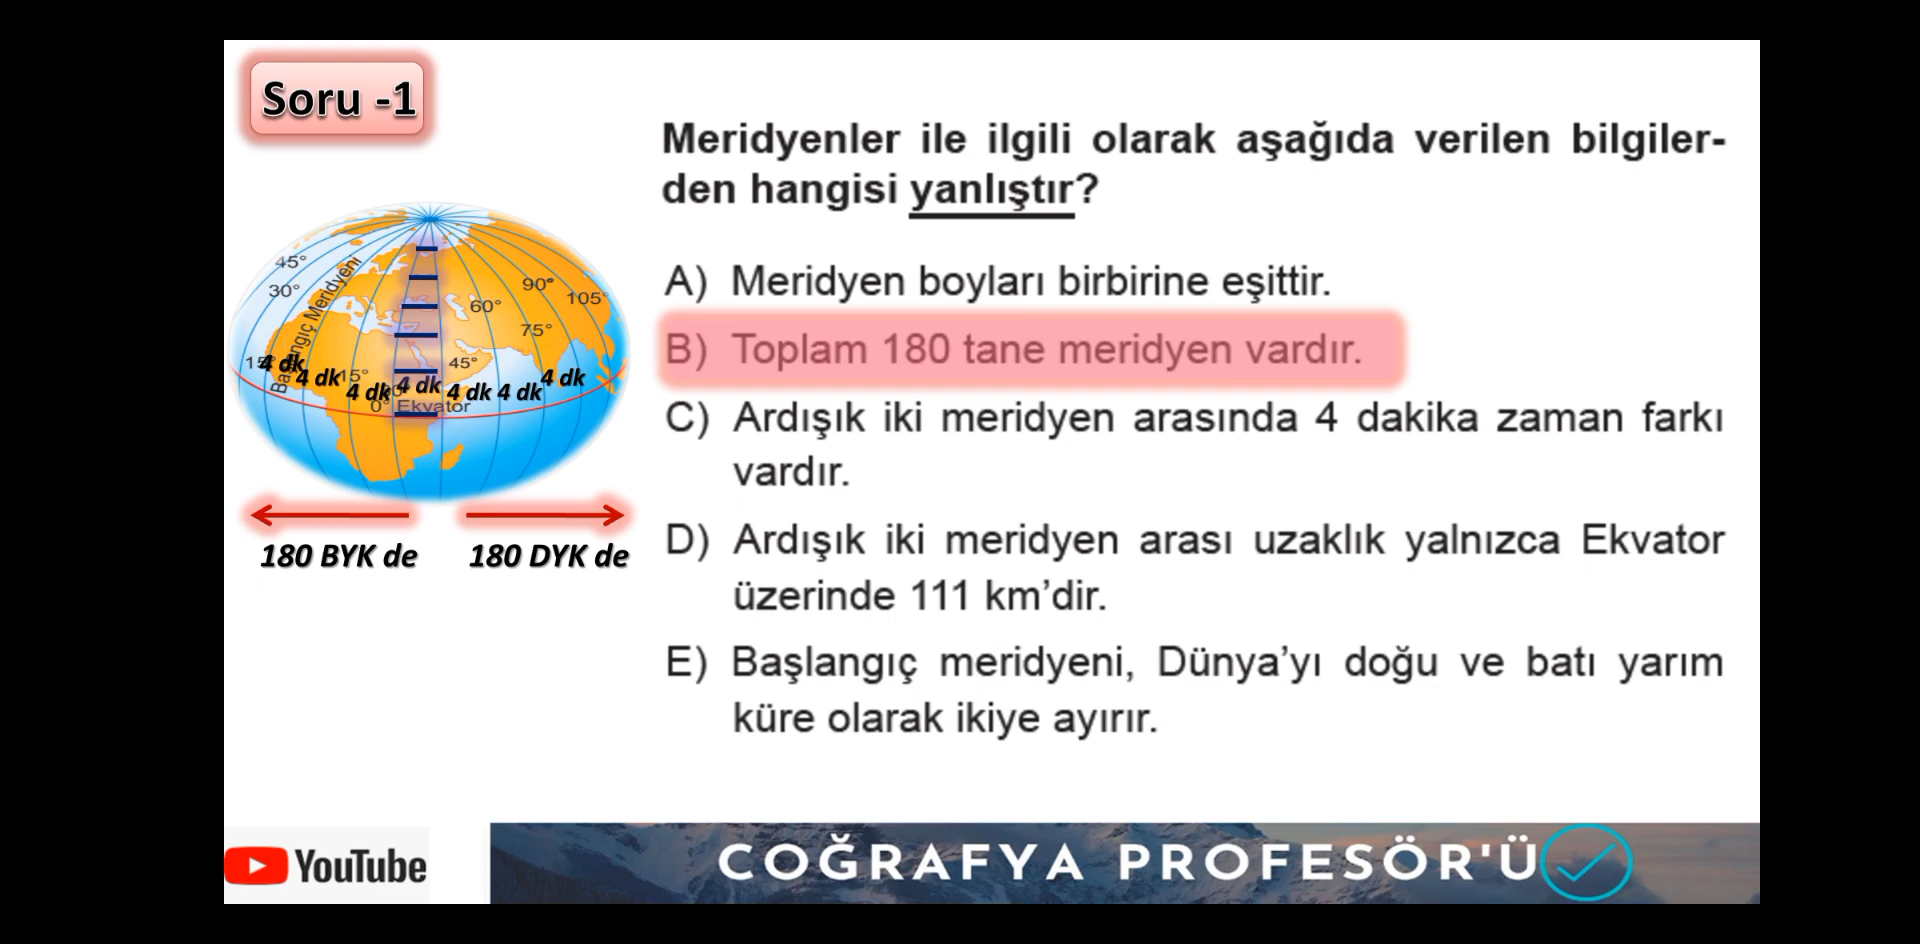 Soru -1
Meridyenler ile ilgili olarak aşağıda verilen bilgiler-
den hangisi yanlıştır?
A) Meridyen boyları birbirine eşittir.
B) Toplam 180 tane meridyen vardır.
C) Ardışık iki meridyen arasında 4 dakika zaman farkı
vardır.
D) Ardışık iki meridyen arası uzaklık yalnızca Ekvator
üzerinde 111 km’dir.
E) Başlangıç meridyeni, Dünya’yı doğu ve batı yarım
küre olarak ikiye ayırır.
45°
30°
Başlangıç Meridyeni
90°
105°
60°
75°
45°
15°
4 dk 4 dk 4 dk 4 dk 4 dk 4 dk 4 dk
0° Ekvator
180 BYK de 180 DYK de
YouTube
COĞRAFYA PROFESÖR'Ü